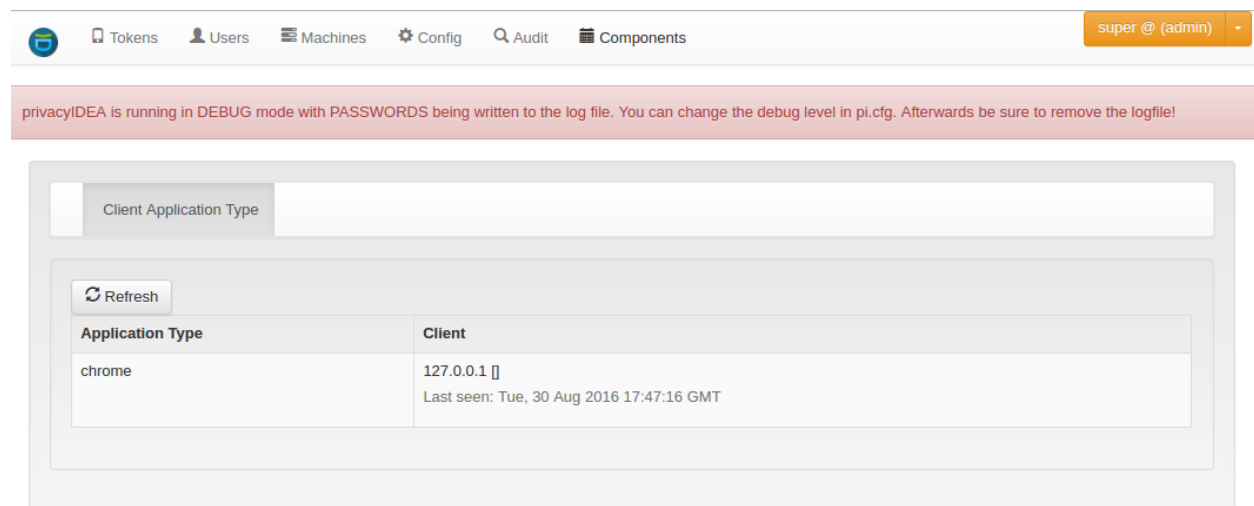 Tokens Users Machines Config Audit Components super @ (admin)
privacyIDEA is running in DEBUG mode with PASSWORDS being written to the log file. You can change the debug level in pi.cfg. Afterwards be sure to remove the logfile!
Client Application Type
Refresh
Application Type Client
chrome 127.0.0.1 []
Last seen: Tue, 30 Aug 2016 17:47:16 GMT